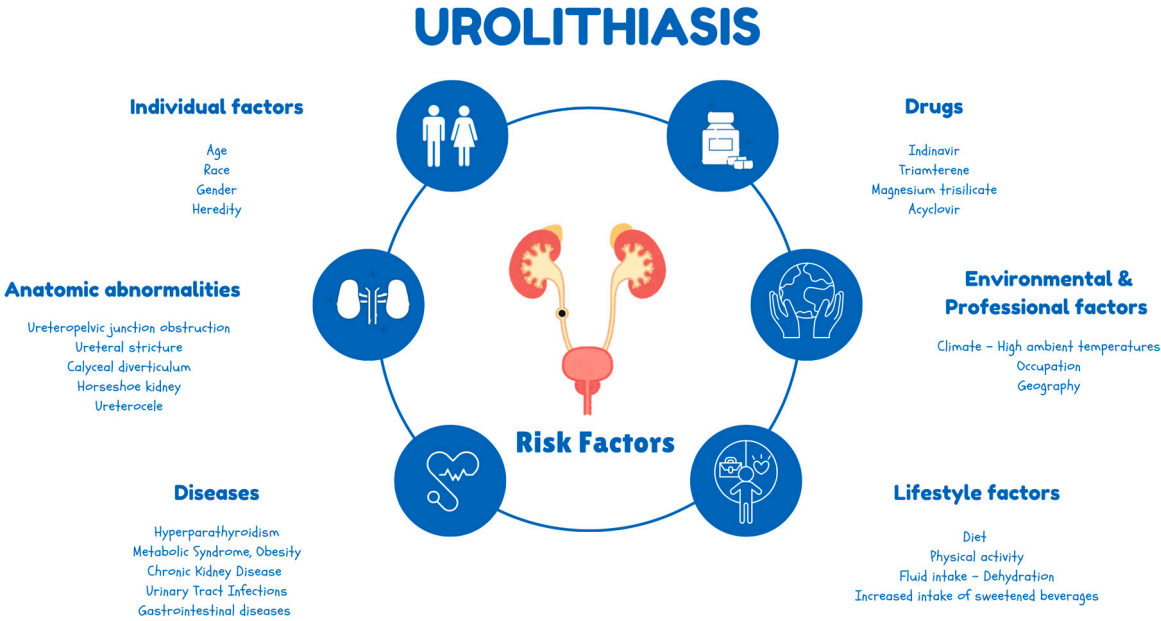 UROLITHIASIS
Individual factors
Age
Race
Gender
Heredity
Drugs
Indinavir
Triamterene
Magnesium trisilicate
Acyclovir
Anatomic abnormalities
Ureteropelvic junction obstruction
Ureteral stricture
Calyceal diverticulum
Horseshoe kidney
Ureterocele
Environmental &
Professional factors
Climate – High ambient temperatures
Occupation
Geography
Risk Factors
Diseases
Hyperparathyroidism
Metabolic Syndrome, Obesity
Chronic Kidney Disease
Urinary Tract Infections
Gastrointestinal diseases
Lifestyle factors
Diet
Physical activity
Fluid intake – Dehydration
Increased intake of sweetened beverages